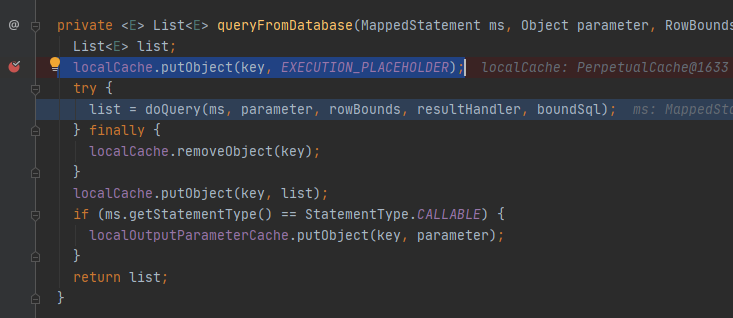 @ private <E> List<E> queryFromDatabase(MappedStatement ms, Object parameter, RowBounds
List<E> list;
localCache.putObject(key, EXECUTION_PLACEHOLDER); localCache: PerpetualCache@1633
try {
list = doQuery(ms, parameter, rowBounds, resultHandler, boundSql); ms: MappedSta
} finally {
localCache.removeObject(key);
}
localCache.putObject(key, list);
if (ms.getStatementType() == StatementType.CALLABLE) {
localOutputParameterCache.putObject(key, parameter);
}
return list;
}